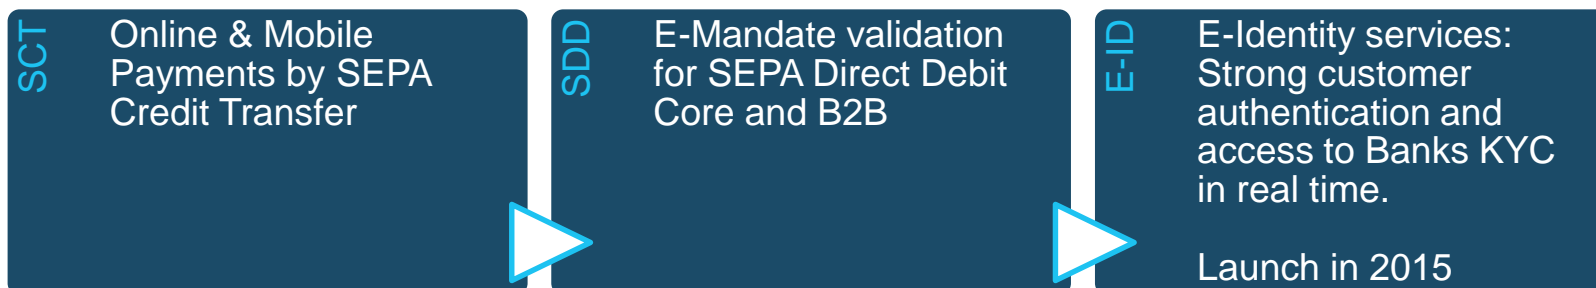 SCT
Online & Mobile
Payments by SEPA
Credit Transfer
SDD
E-Mandate validation
for SEPA Direct Debit
Core and B2B
E-ID
E-Identity services:
Strong customer
authentication and
access to Banks KYC
in real time.
Launch in 2015